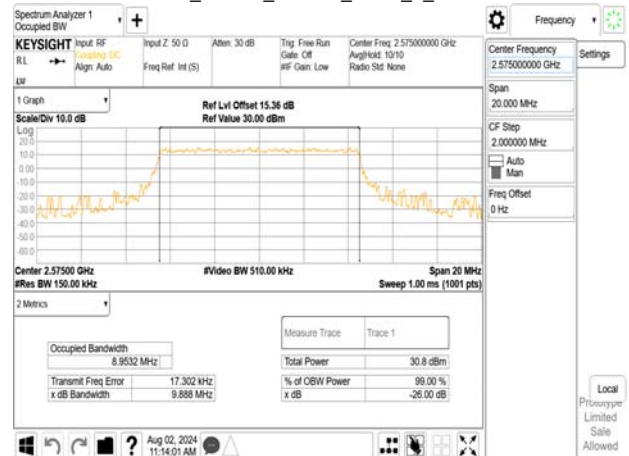 Spectrum Analyzer 1
Occupied BW
Frequency
KEYSIGHT
Input: RF
Coupling: DC
Align: Auto
Input Z: 50 Ω
Freq Ref: Int (S)
Atten: 30 dB
Trig: Free Run
Gate: Off
#IF Gain: Low
Center Freq: 2.575000000 GHz
Avg|Hold: 10/10
Radio Std: None
RL
Center Frequency
2.575000000 GHz
Settings
Span
20.000 MHz
CF Step
2.000000 MHz
Auto
Man
Freq Offset
0 Hz
1 Graph
Scale/Div 10.0 dB
Ref Lvl Offset 15.36 dB
Ref Value 30.00 dBm
Log
20.0
10.0
0.00
-10.0
-20.0
-30.0
-40.0
-50.0
-60.0
Center 2.57500 GHz
#Res BW 150.00 kHz
#Video BW 510.00 kHz
Span 20 MHz
Sweep 1.00 ms (1001 pts)
2 Metrics
Measure Trace Trace 1
Occupied Bandwidth
8.9532 MHz
Total Power 30.8 dBm
Transmit Freq Error 17.302 kHz
% of OBW Power 99.00 %
x dB Bandwidth 9.888 MHz
x dB -26.00 dB
Local
Prototype
Limited
Sale
Allowed
Aug 02, 2024
11:14:01 AM